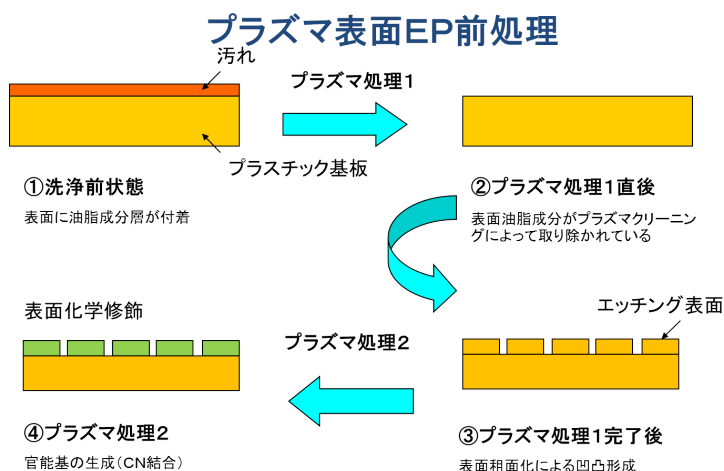 プラズマ表面EP前処理
汚れ
プラズマ処理1
プラスチック基板
①洗浄前状態
表面に油脂成分層が付着
②プラズマ処理1直後
表面油脂成分がプラズマクリーニン
グによって取り除かれている
表面化学修飾
エッチング表面
プラズマ処理2
④プラズマ処理2
官能基の生成(CN結合)
③プラズマ処理1完了後
表面粗面化による凹凸形成